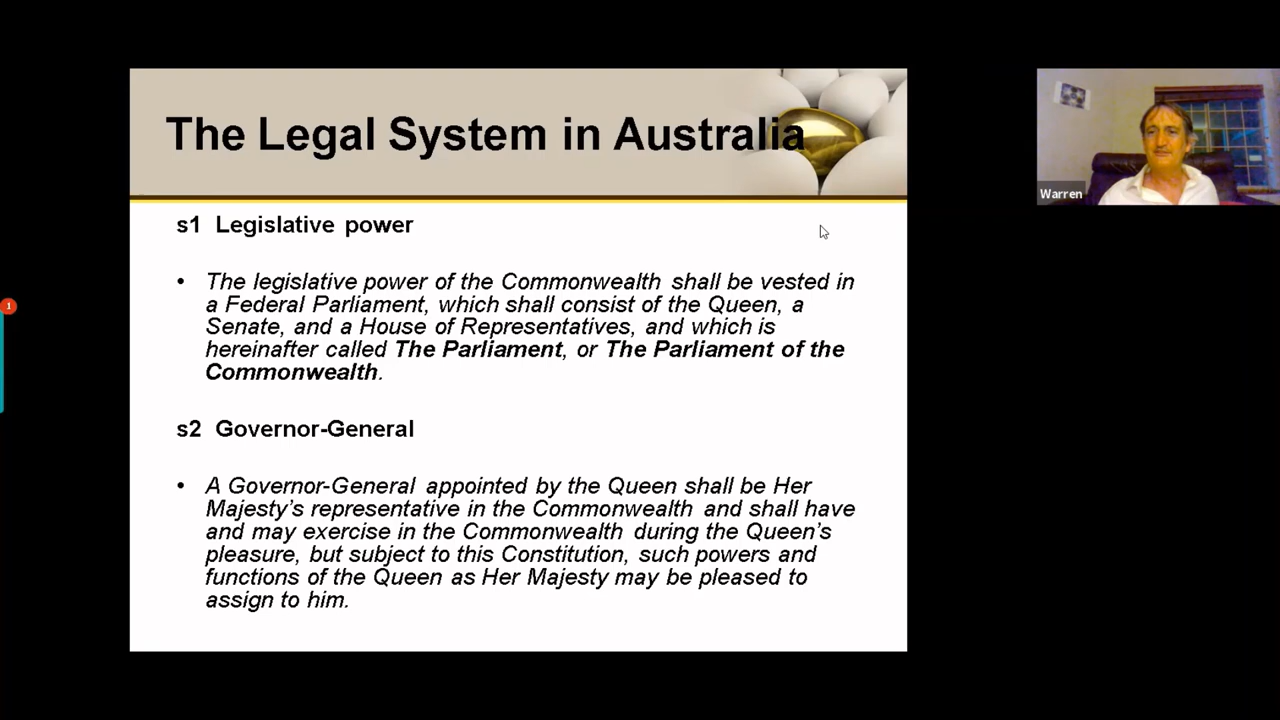 The Legal System in Australia
s1 Legislative power
• The legislative power of the Commonwealth shall be vested in
a Federal Parliament, which shall consist of the Queen, a
Senate, and a House of Representatives, and which is
hereinafter called The Parliament, or The Parliament of the
Commonwealth.
s2 Governor-General
• A Governor-General appointed by the Queen shall be Her
Majesty’s representative in the Commonwealth and shall have
and may exercise in the Commonwealth during the Queen’s
pleasure, but subject to this Constitution, such powers and
functions of the Queen as Her Majesty may be pleased to
assign to him.
Warren
1